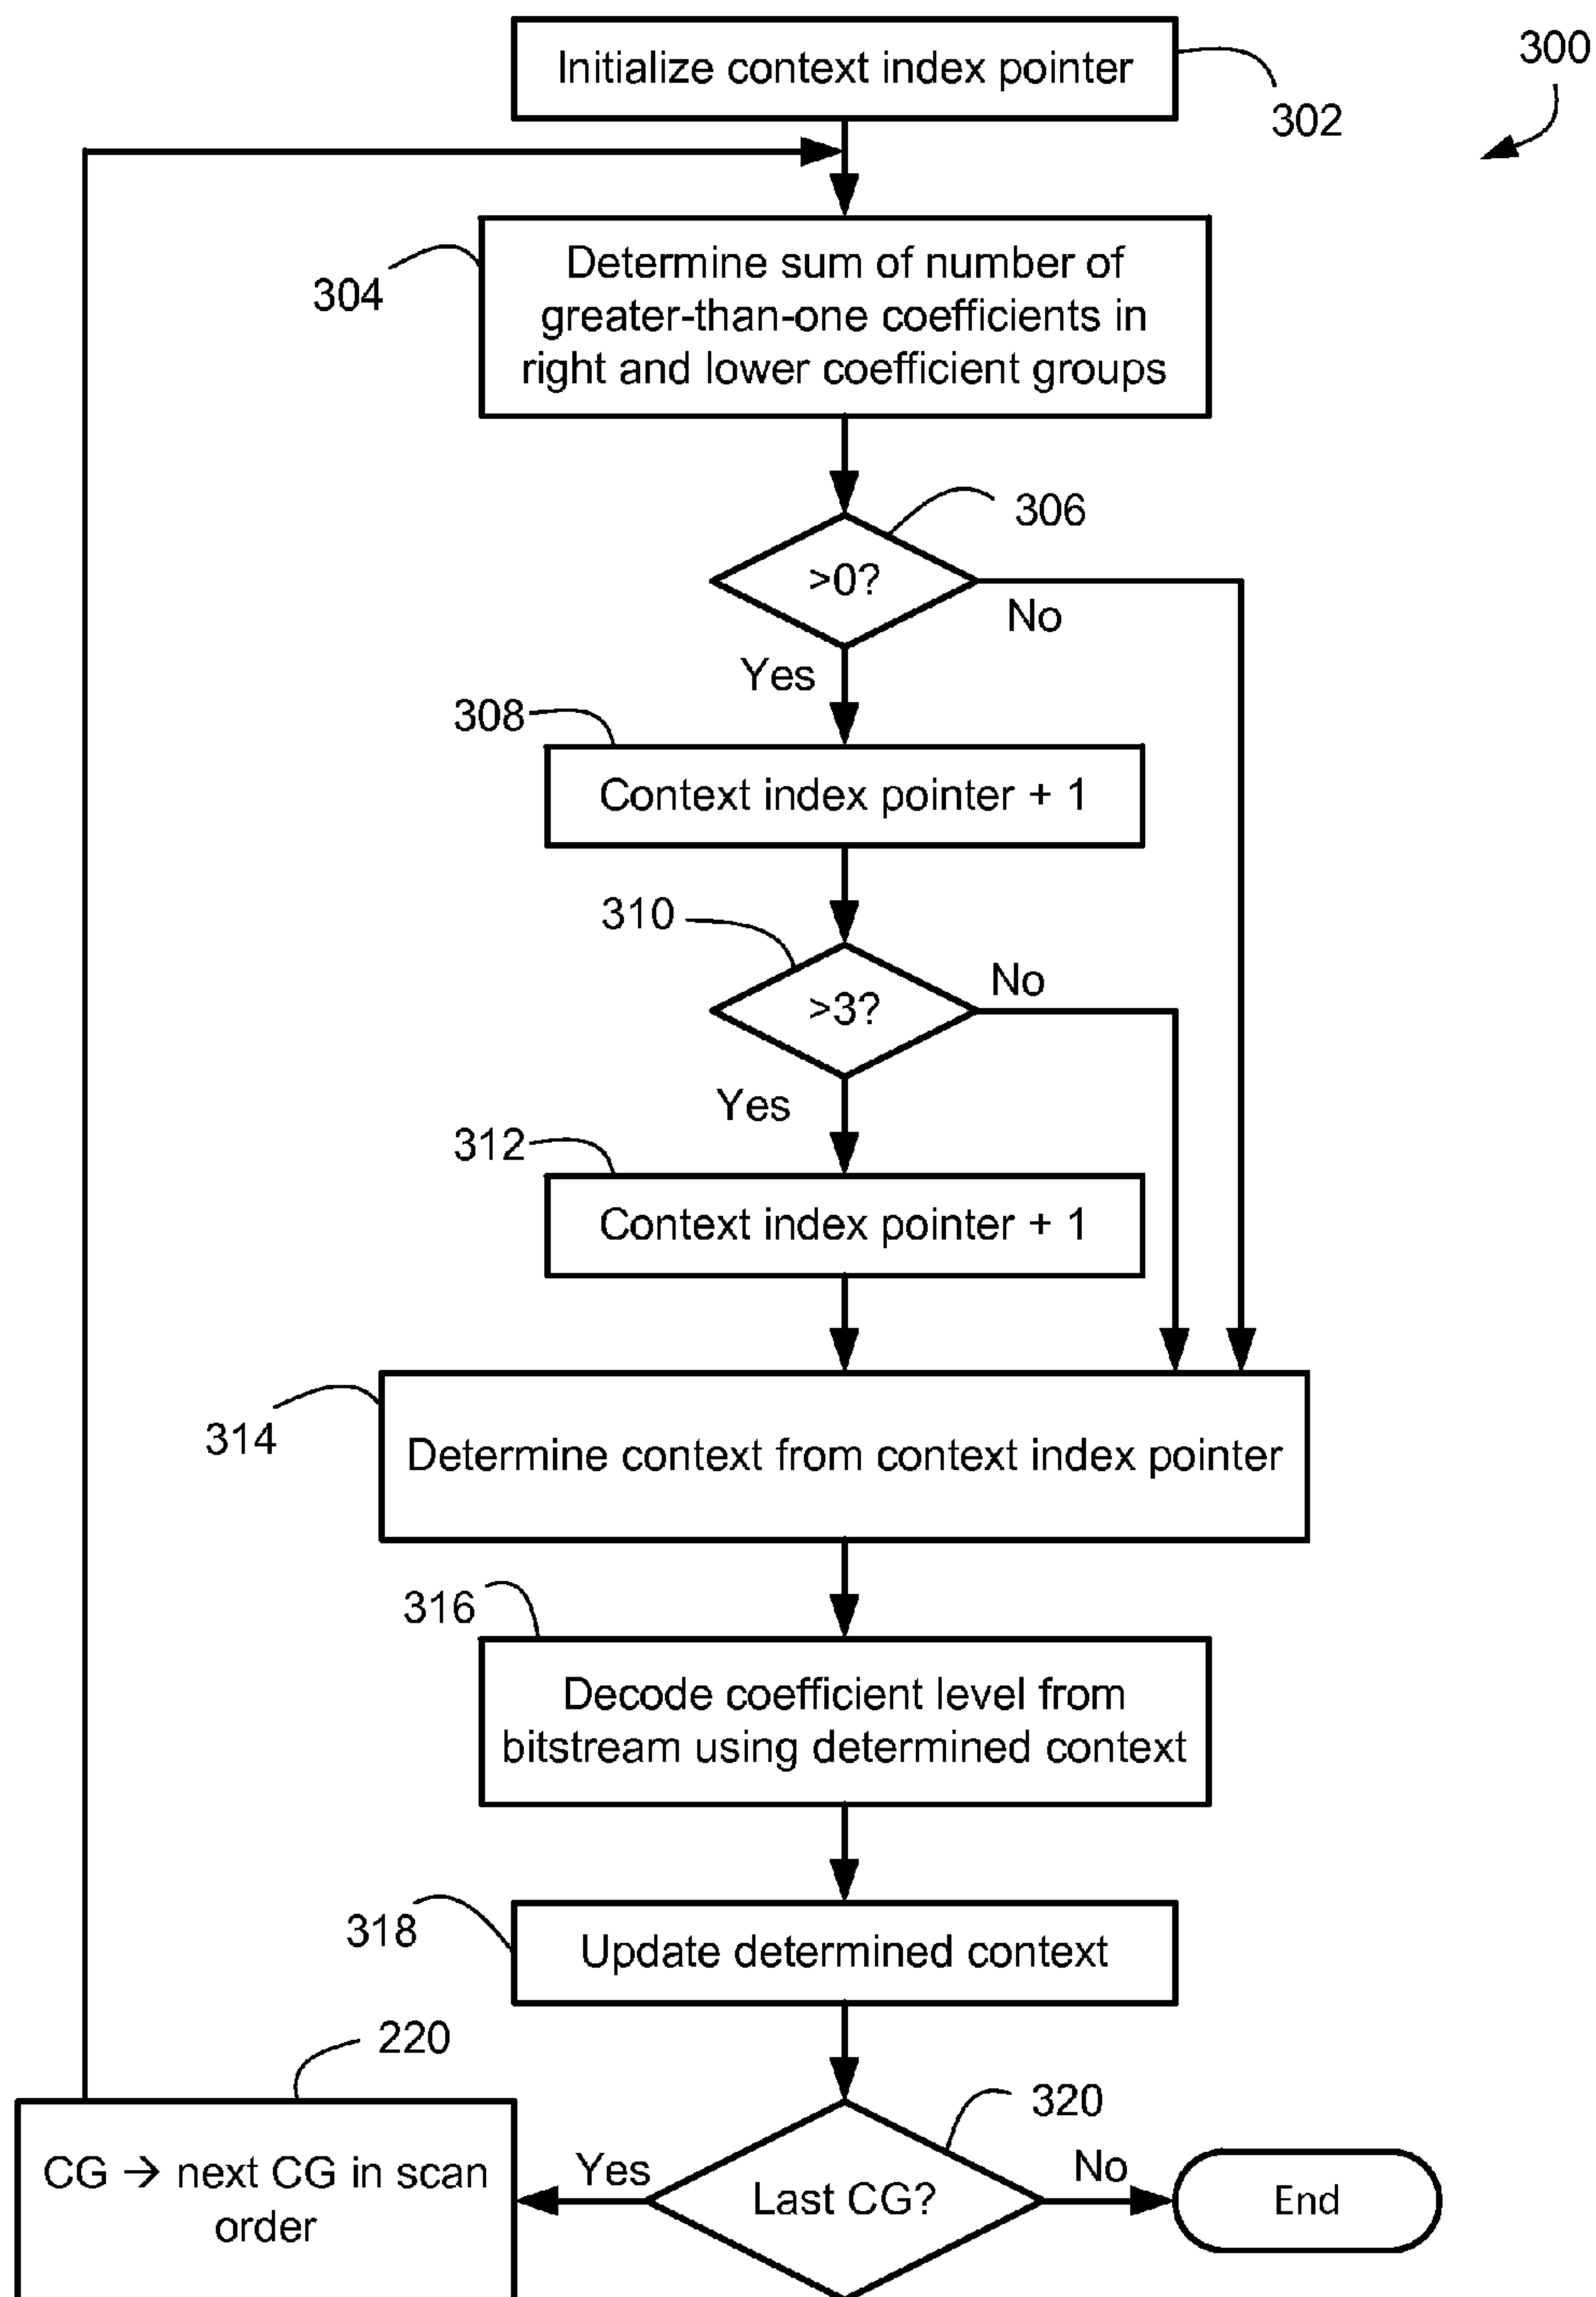 Initialize context index pointer
300
302
Determine sum of number of
greater-than-one coefficients in
right and lower coefficient groups
304
306
>0?
No
Yes
308
Context index pointer + 1
310
>3?
No
Yes
312
Context index pointer + 1
314
Determine context from context index pointer
316
Decode coefficient level from
bitstream using determined context
318
Update determined context
220
320
CG → next CG in scan
order
Yes
Last CG?
No
End